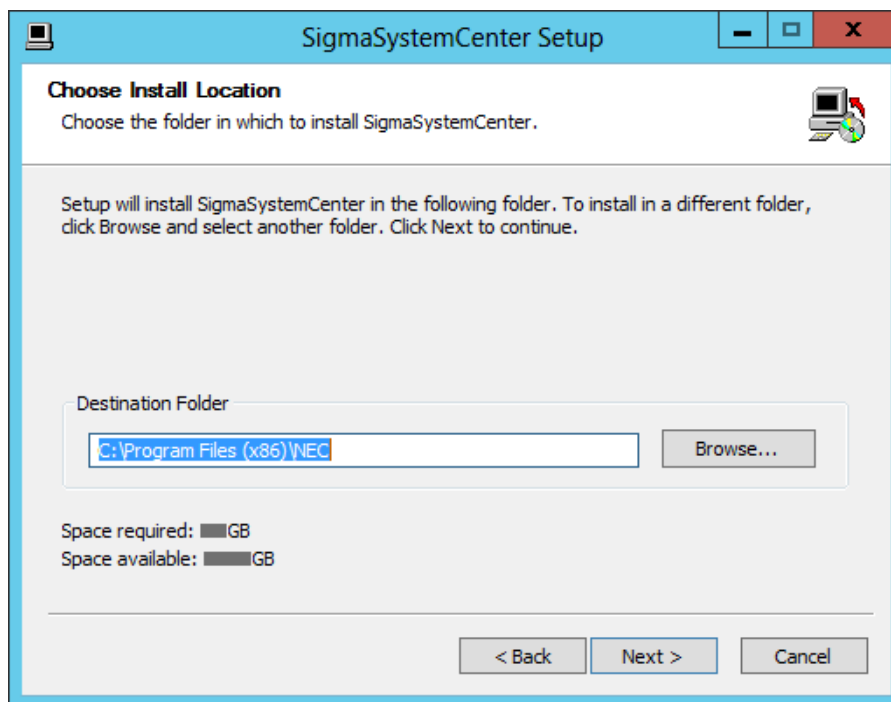 SigmaSystemCenter Setup
Choose Install Location
Choose the folder in which to install SigmaSystemCenter.
Setup will install SigmaSystemCenter in the following folder. To install in a different folder,
click Browse and select another folder. Click Next to continue.
Destination Folder
C:\Program Files (x86)\NEC
Browse...
Space required: GB
Space available: GB
< Back
Next >
Cancel